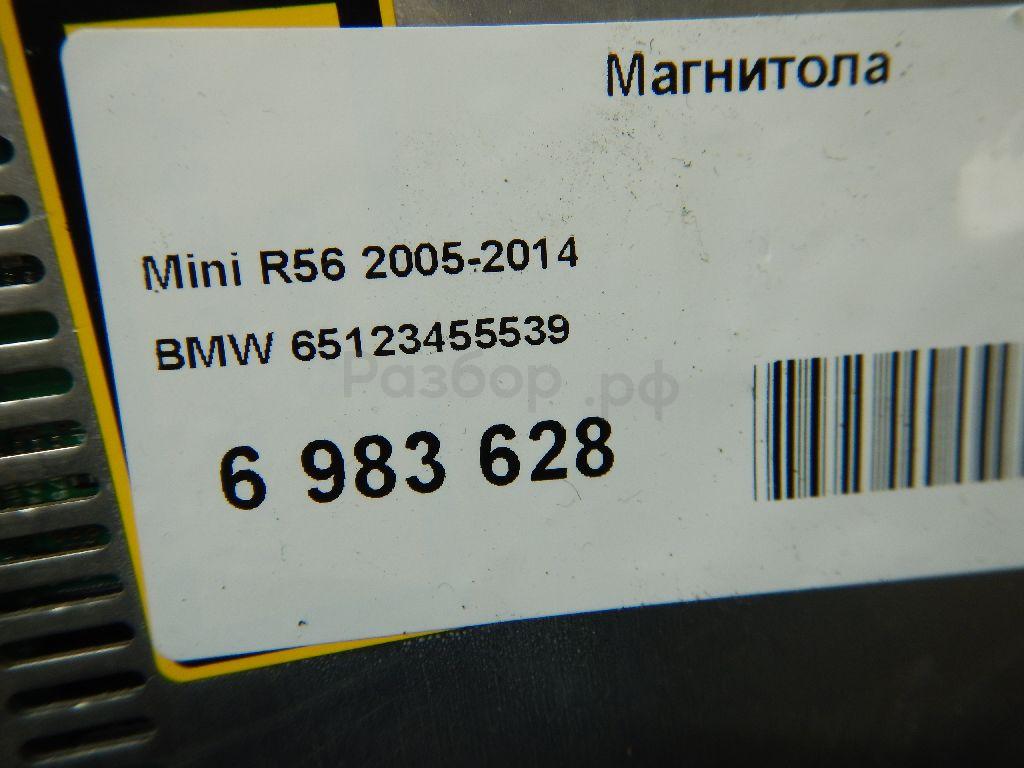 Магнитола
Mini R56 2005-2014
BMW 65123455539
Разбор.рф
6 983 628